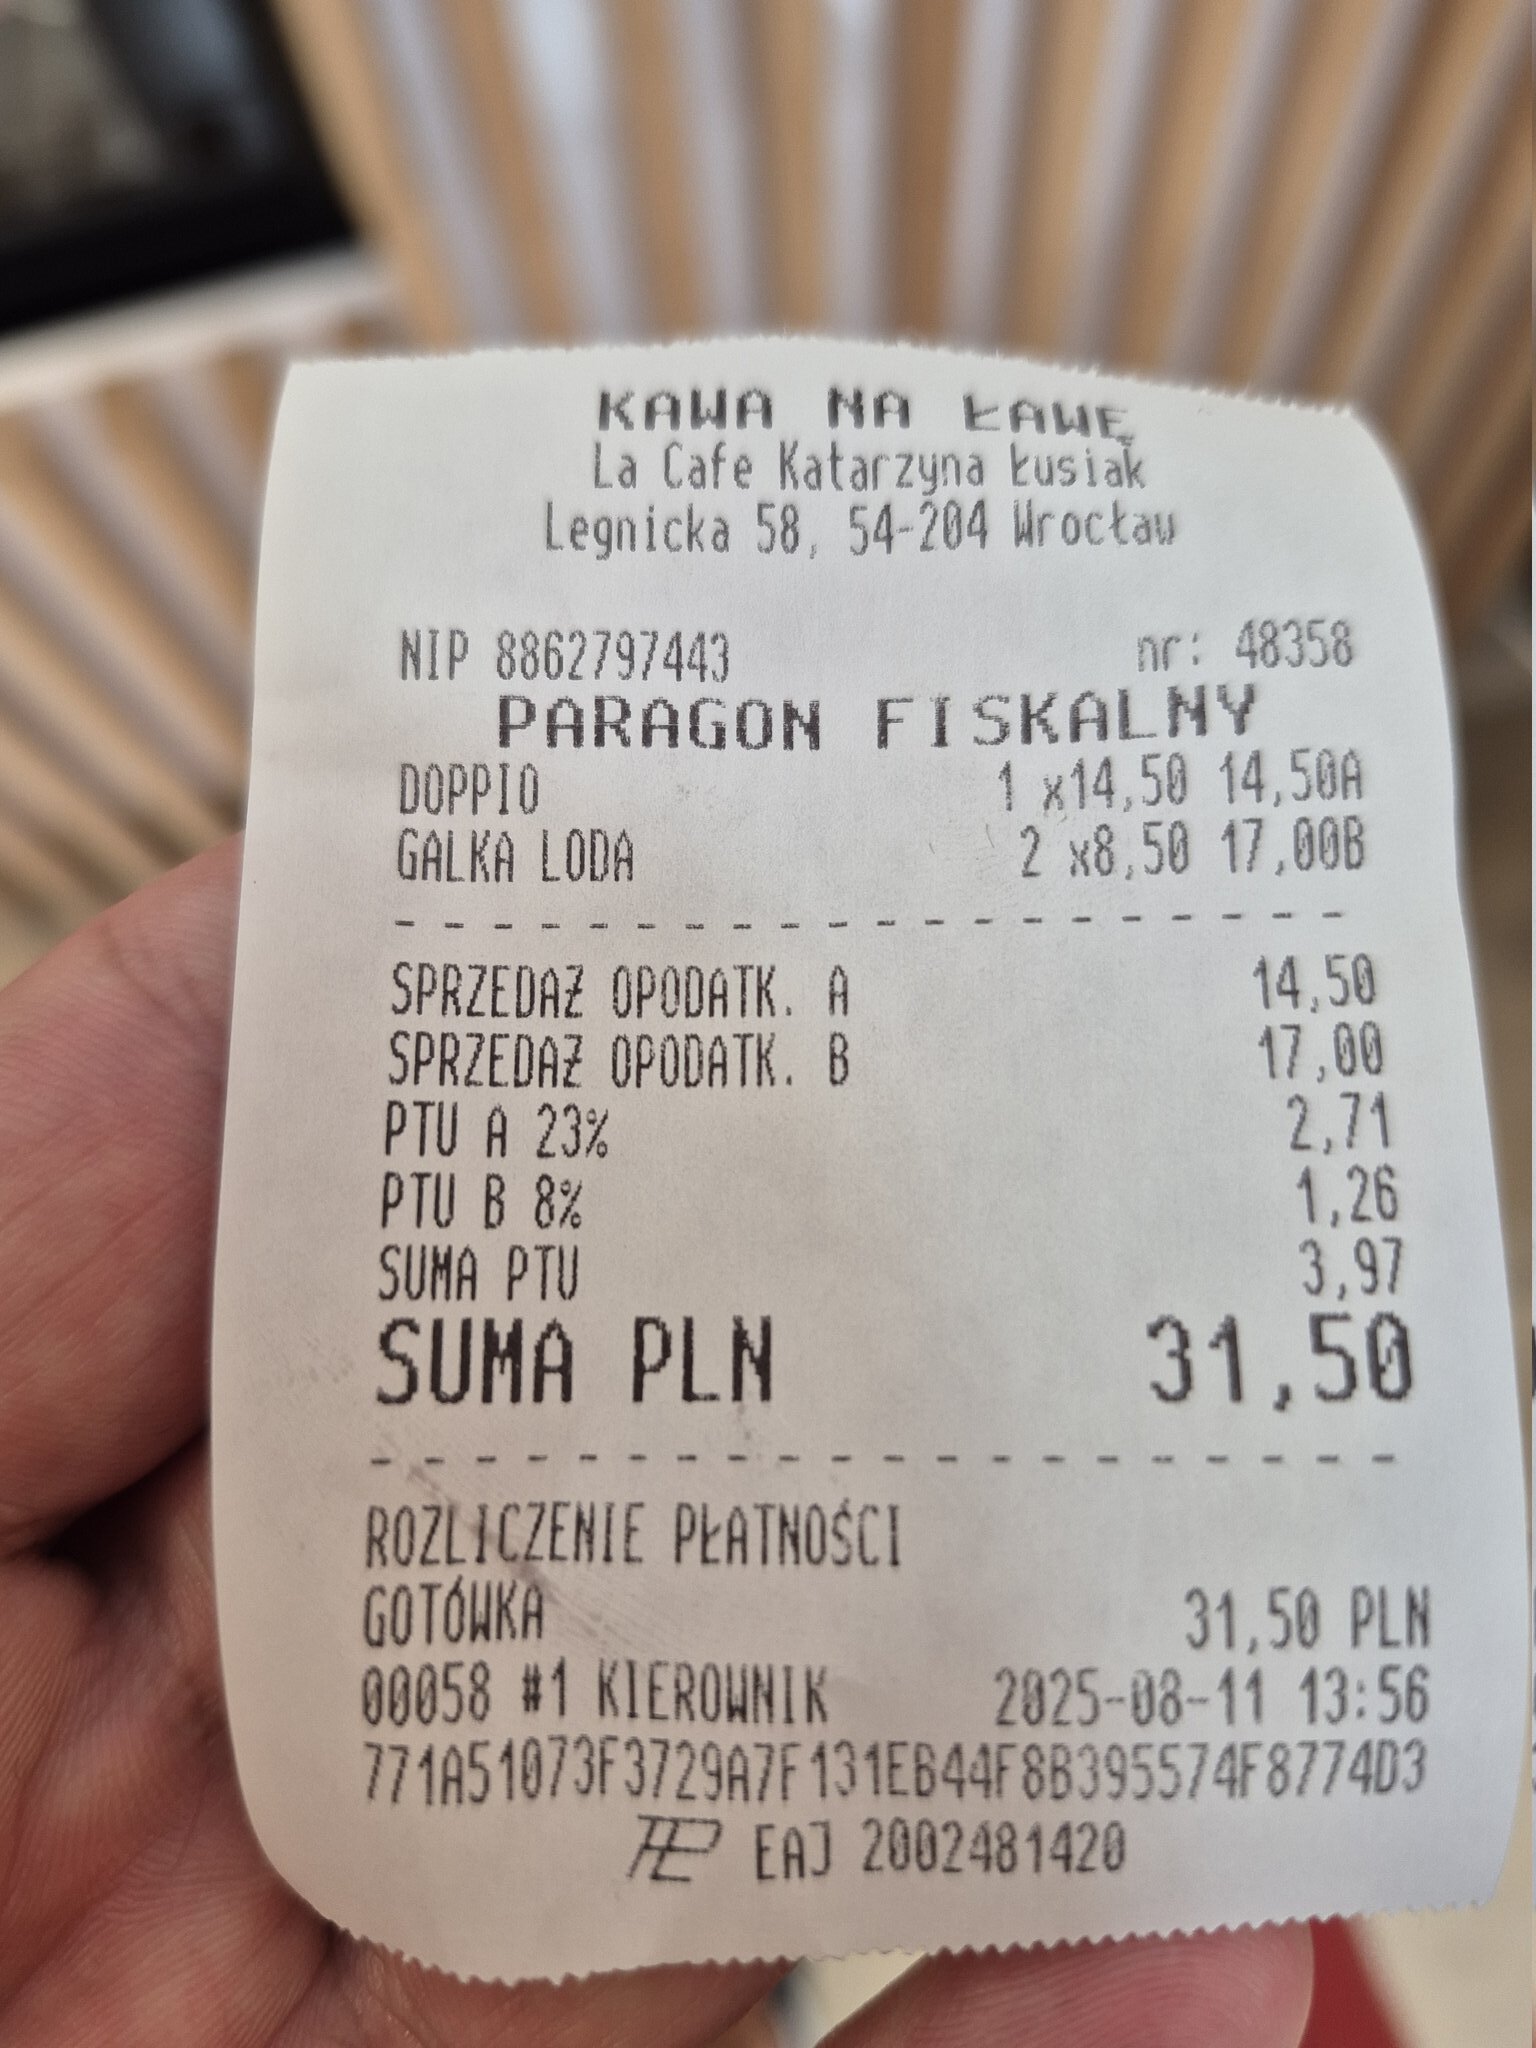 KAWA NA ŁAWĘ
La Cafe Katarzyna Łusiak
Legnicka 58, 54-204 Wrocław
NIP 8862797443 nr: 48358
PARAGON FISKALNY
DOPPIO 1 x14,50 14,50A
GALKA LODA 2 x8,50 17,00B
- - - - - - - - - - - - - - - - - - - -
SPRZEDAŻ OPODATK. A 14,50
SPRZEDAŻ OPODATK. B 17,00
PTU A 23% 2,71
PTU B 8% 1,26
SUMA PTU 3,97
SUMA PLN 31,50
- - - - - - - - - - - - - - - - - - - -
ROZLICZENIE PŁATNOŚCI
GOTÓWKA 31,50 PLN
00058 #1 KIEROWNIK 2025-08-11 13:56
771A51073F3729A7F131EB44F8B395574F8774D3
EAJ 2002481420